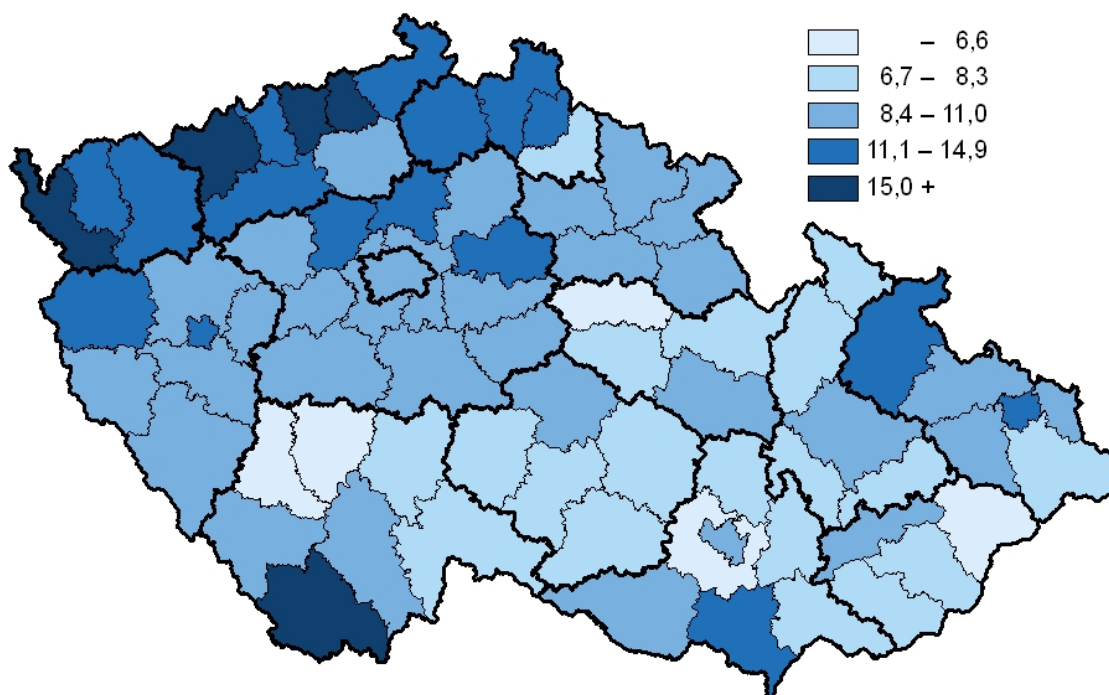 – 6,6
6,7 – 8,3
8,4 – 11,0
11,1 – 14,9
15,0 +